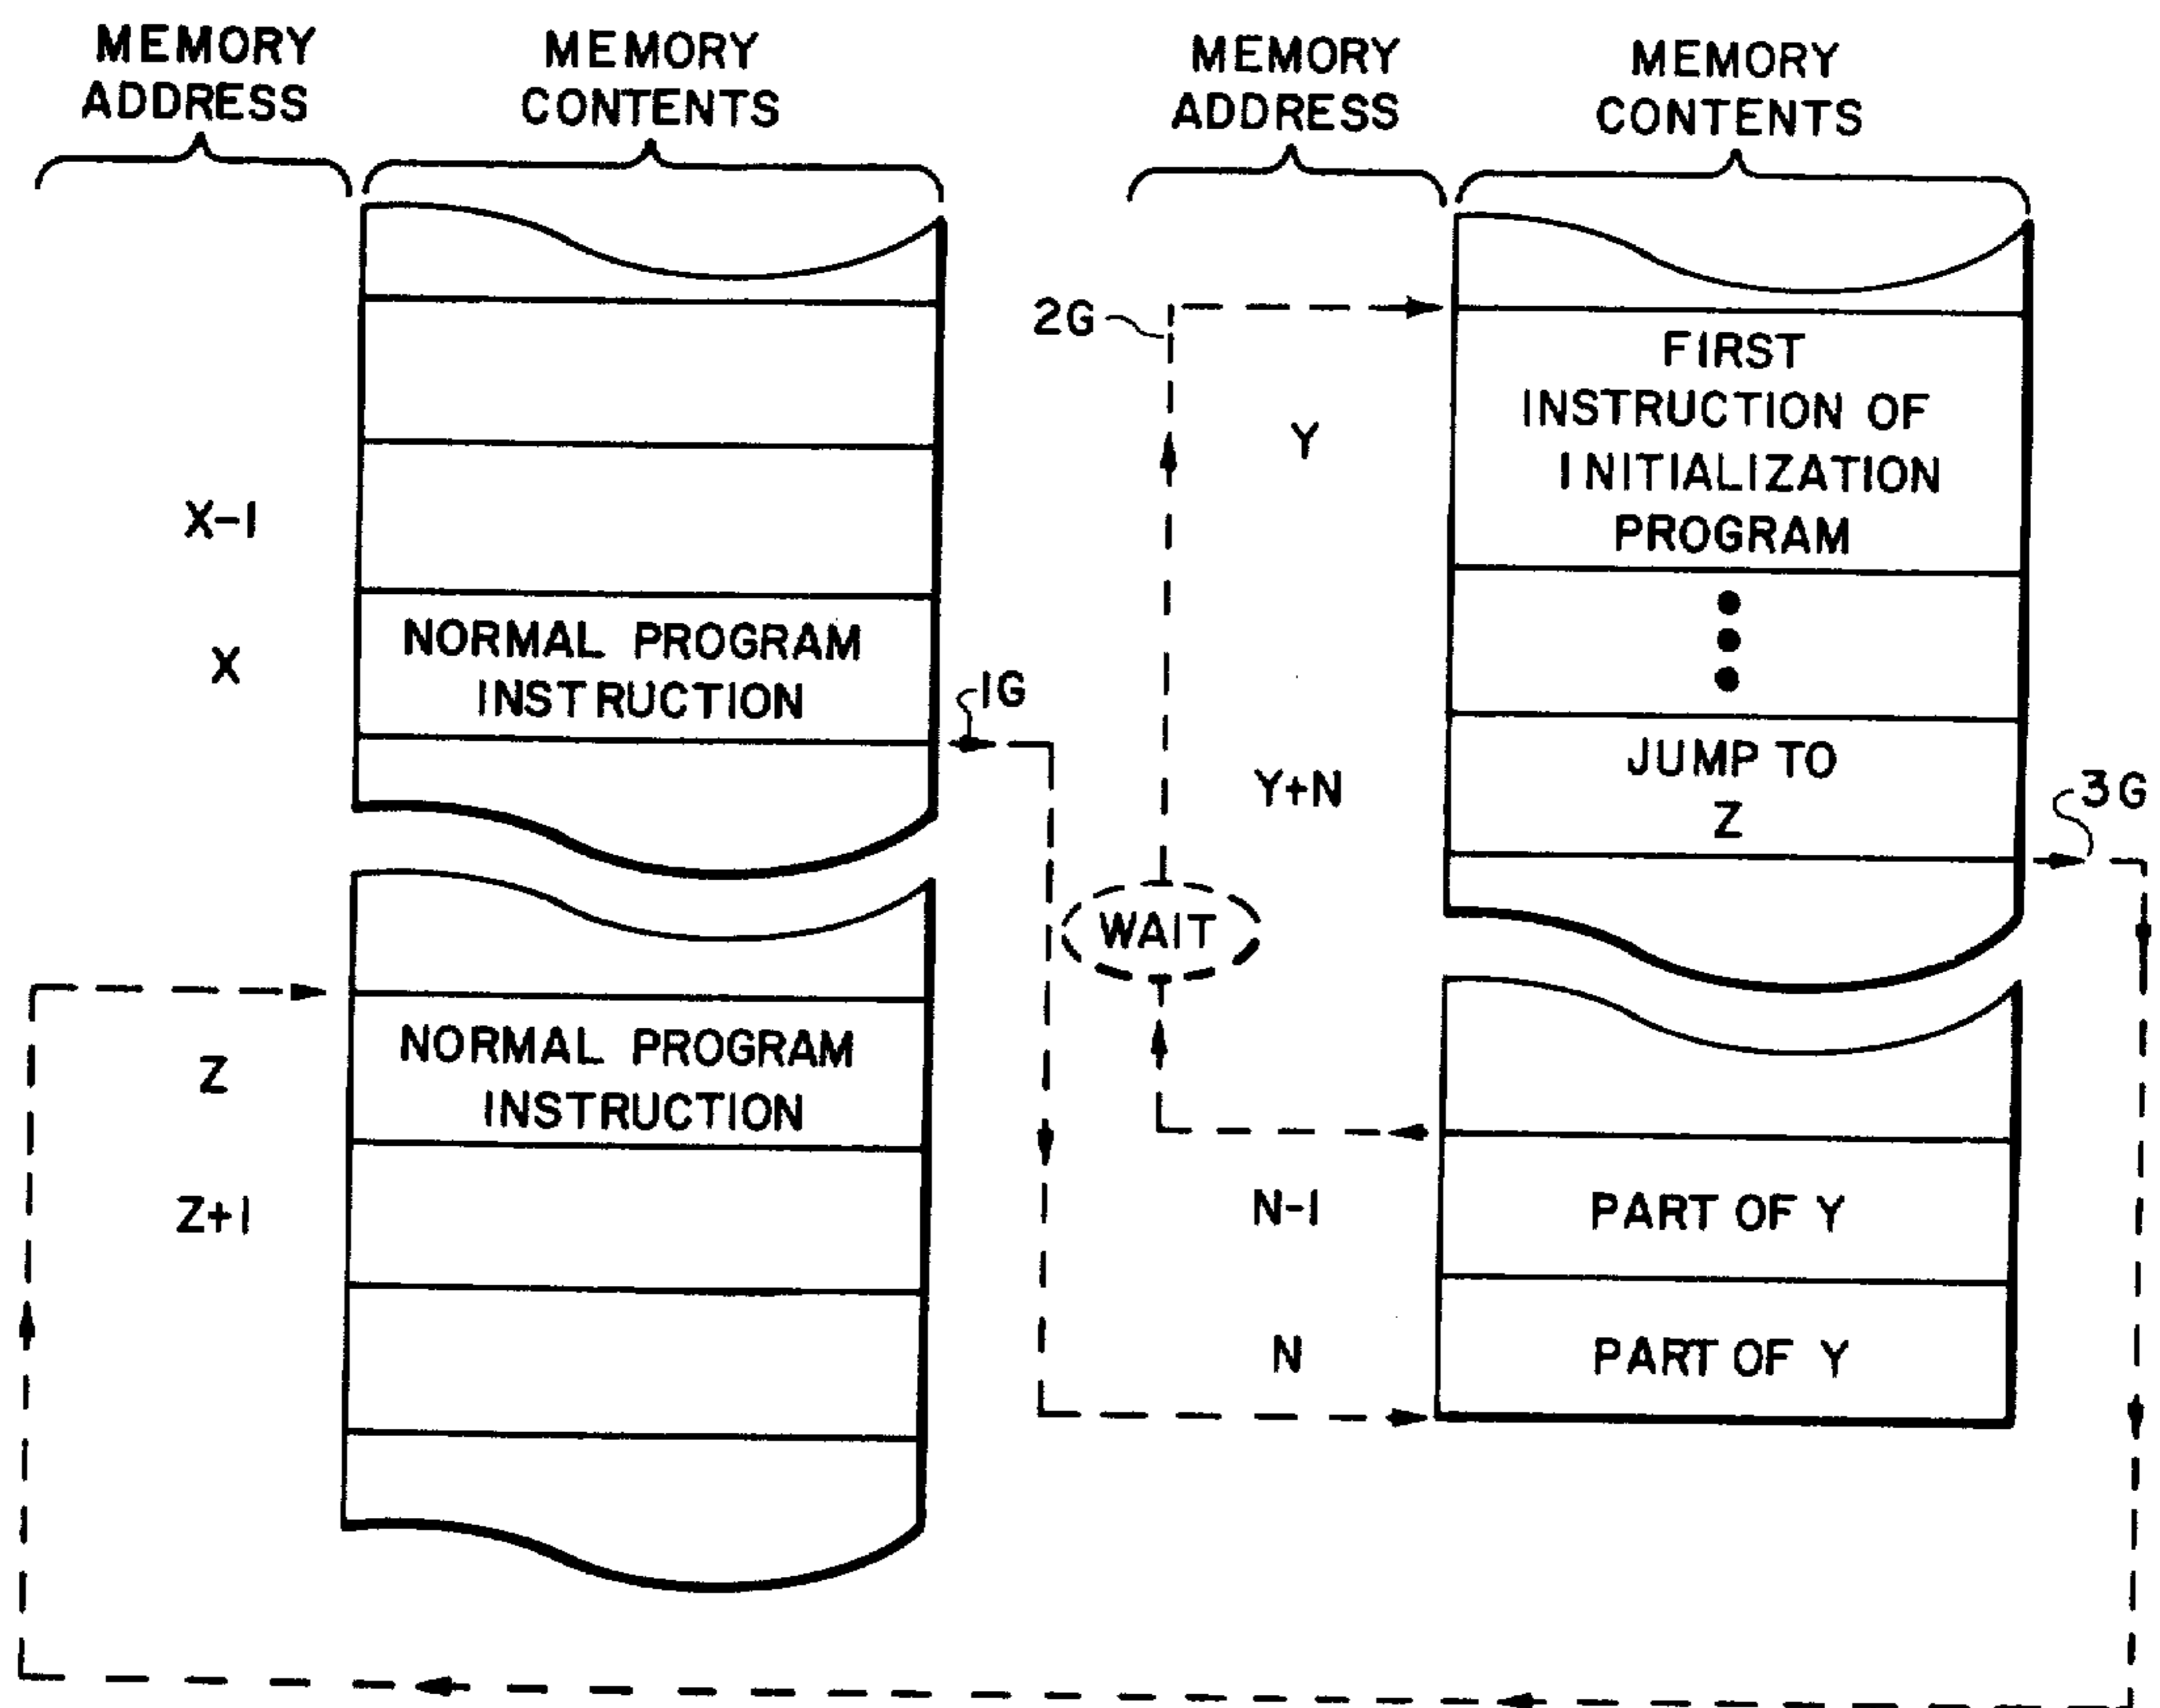 MEMORY
ADDRESS
MEMORY
CONTENTS
X-1
X
NORMAL PROGRAM
INSTRUCTION
1G
Z
NORMAL PROGRAM
INSTRUCTION
Z+1
MEMORY
ADDRESS
MEMORY
CONTENTS
2G
Y
FIRST
INSTRUCTION OF
INITIALIZATION
PROGRAM
Y+N
JUMP TO
Z
3G
WAIT
N-1
PART OF Y
N
PART OF Y